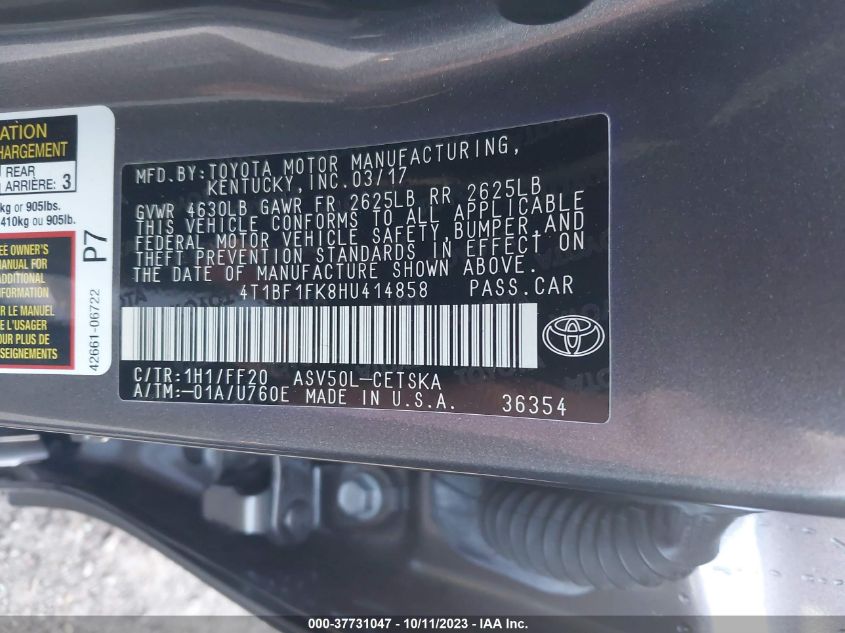 ATION
HARGEMENT
REAR
ARRIÈRE: 3
kg or 905lbs.
410kg ou 905lb.
EE OWNER'S
MANUAL FOR
ADDITIONAL
NFORMATION
R LE MANUEL
E L'USAGER
OUR PLUS DE
SEIGNEMENTS
P7
42661-06722
MFD.BY:TOYOTA MOTOR MANUFACTURING,
KENTUCKY, INC.03/17
GVWR 4630LB GAWR FR 2625LB RR 2625LB
THIS VEHICLE CONFORMS TO ALL APPLICABLE
FEDERAL MOTOR VEHICLE SAFETY,BUMPER,AND
THEFT PREVENTION STANDARDS IN EFFECT ON
THE DATE OF MANUFACTURE SHOWN ABOVE.
4T1BF1FK8HU414858 PASS.CAR
C/TR:1H1/FF20 ASV50L-CETSKA
A/TM:-01A/U760E MADE IN U.S.A. 36354
000-37731047 - 10/11/2023 - IAA Inc.